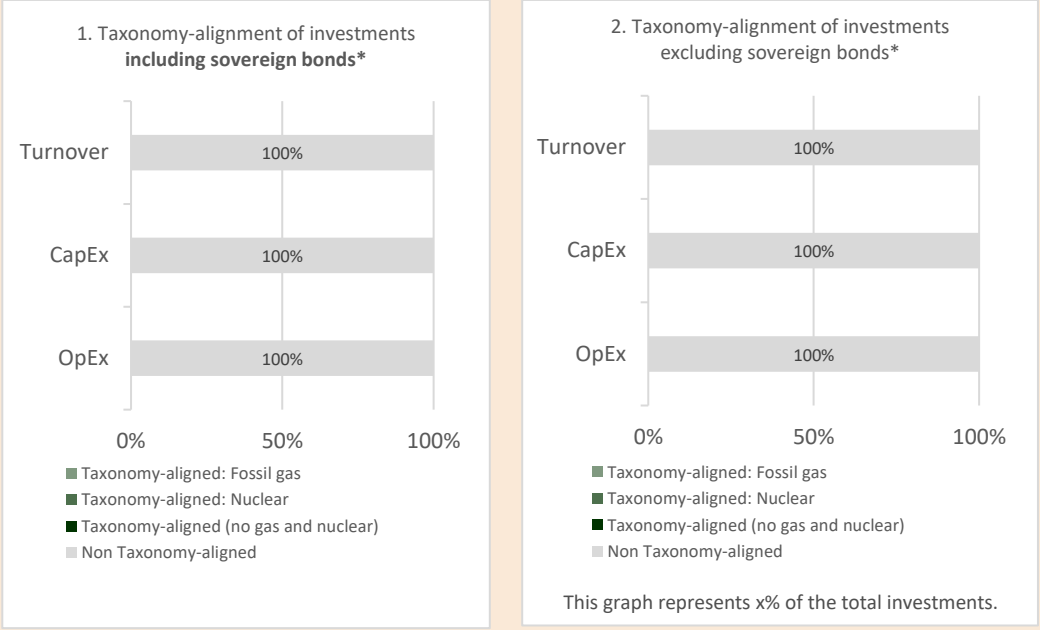 1. Taxonomy-alignment of investments
including sovereign bonds*
Turnover
100%
CapEx
100%
OpEx
100%
0% 50% 100%
Taxonomy-aligned: Fossil gas
Taxonomy-aligned: Nuclear
Taxonomy-aligned (no gas and nuclear)
Non Taxonomy-aligned
2. Taxonomy-alignment of investments
excluding sovereign bonds*
Turnover
100%
CapEx
100%
OpEx
100%
0% 50% 100%
Taxonomy-aligned: Fossil gas
Taxonomy-aligned: Nuclear
Taxonomy-aligned (no gas and nuclear)
Non Taxonomy-aligned
This graph represents x% of the total investments.